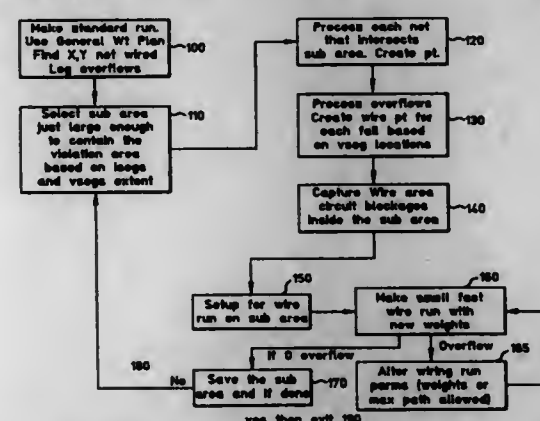 Make standard run.
Use General Wt Plan
Find X,Y not wired
Log overflows
100
Select sub area
just large enough
to contain the
violation area
based on lsegs
and vsegs extent
110
Process each net
that intersects
sub area. Create pt.
120
Process overflows
Create wire pt for
each fail based
on vseg locations
130
Capture Wire area
circuit blockages
inside the sub area
140
150
Setup for wire
run on sub area
160
Make small fast
wire run with
new weights
If 0 overflow
Overflow
180
No
Save the sub
area and if done
170
185
Alter wiring run
parms (weights or
max path allowed)
yes then exit 190